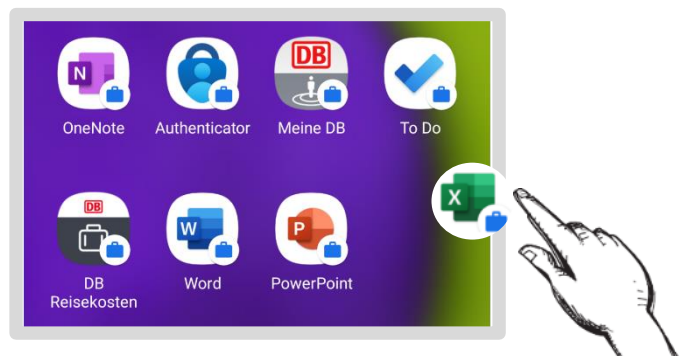 N
DB
OneNote
Authenticator
Meine DB
To Do
X
DB
W
P
DB
Reisekosten
Word
PowerPoint